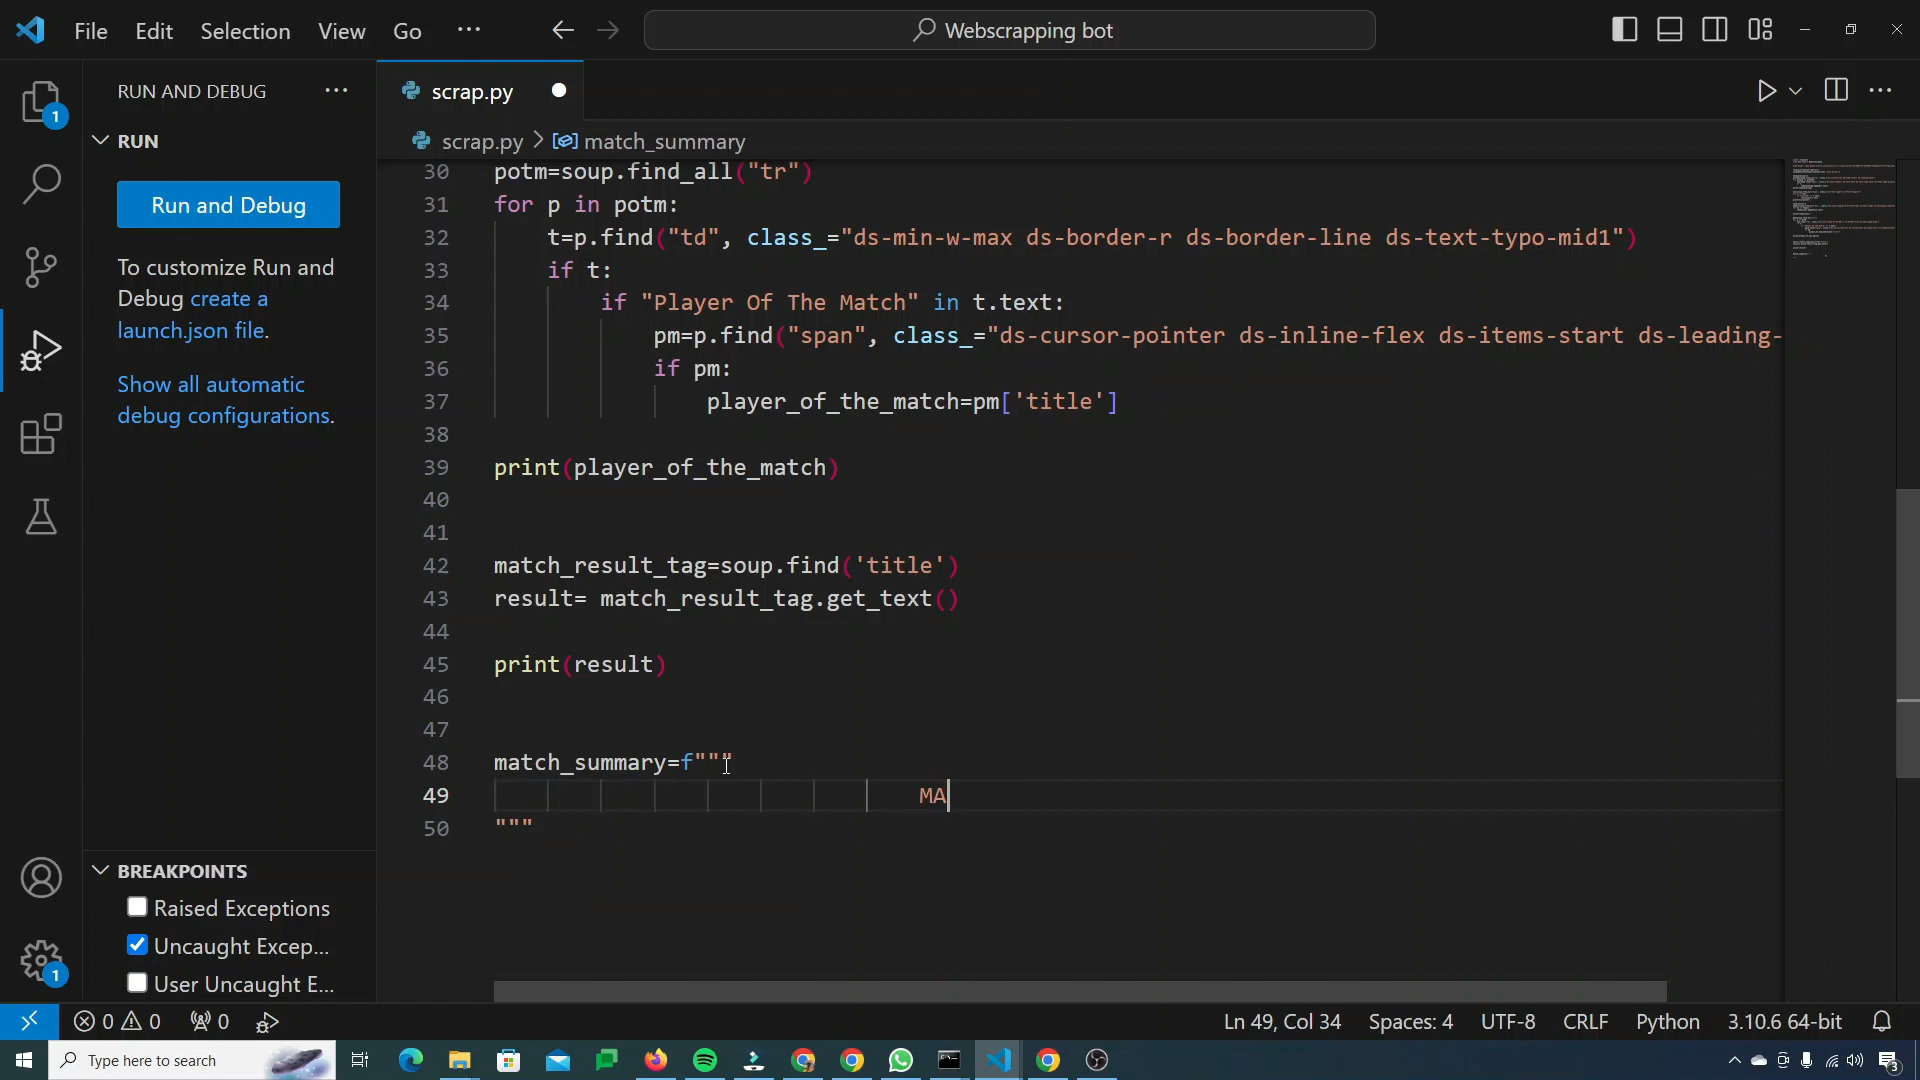 File Edit Selection View Go ···
Webscrapping bot
RUN AND DEBUG ···
scrap.py
RUN
scrap.py > match_summary
Run and Debug
To customize Run and
Debug create a
launch.json file.
Show all automatic
debug configurations.
30 potm=soup.find_all("tr")
31 for p in potm:
32 t=p.find("td", class_="ds-min-w-max ds-border-r ds-border-line ds-text-typo-mid1")
33 if t:
34 if "Player Of The Match" in t.text:
35 pm=p.find("span", class_="ds-cursor-pointer ds-inline-flex ds-items-start ds-leading-
36 if pm:
37 player_of_the_match=pm['title']
38
39 print(player_of_the_match)
40
41
42 match_result_tag=soup.find('title')
43 result= match_result_tag.get_text()
44
45 print(result)
46
47
48 match_summary=f"""
49 MA
50 """
BREAKPOINTS
Raised Exceptions
Uncaught Excep...
User Uncaught E...
1
1
0 0 0
Ln 49, Col 34 Spaces: 4 UTF-8 CRLF Python 3.10.6 64-bit
Type here to search
3